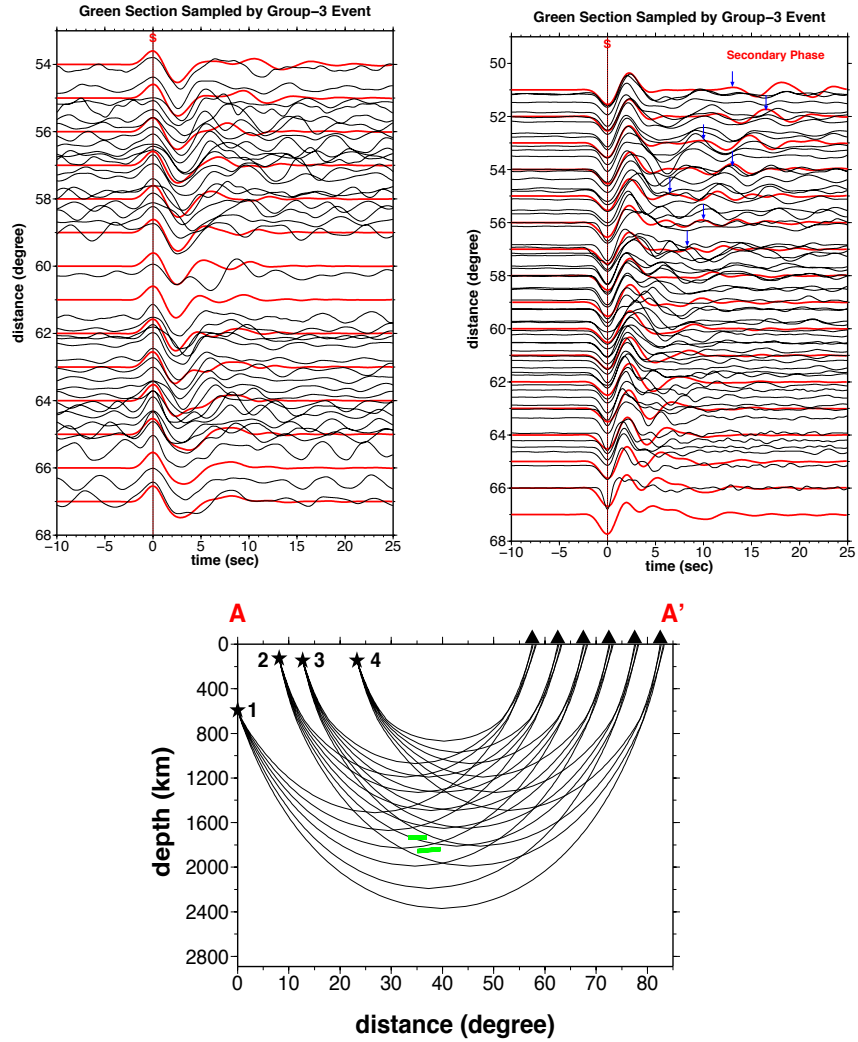 Green Section Sampled by Group−3 Event
S
54
56
58
60
62
64
66
68
distance (degree)
−10 −5 0 5 10 15 20 25
time (sec)
Green Section Sampled by Group−3 Event
S
Secondary Phase
50
52
54
56
58
60
62
64
66
68
distance (degree)
−10 −5 0 5 10 15 20 25
time (sec)
A A'
0
400
800
1200
1600
2000
2400
2800
depth (km)
1
2
3
4
0 10 20 30 40 50 60 70 80
distance (degree)